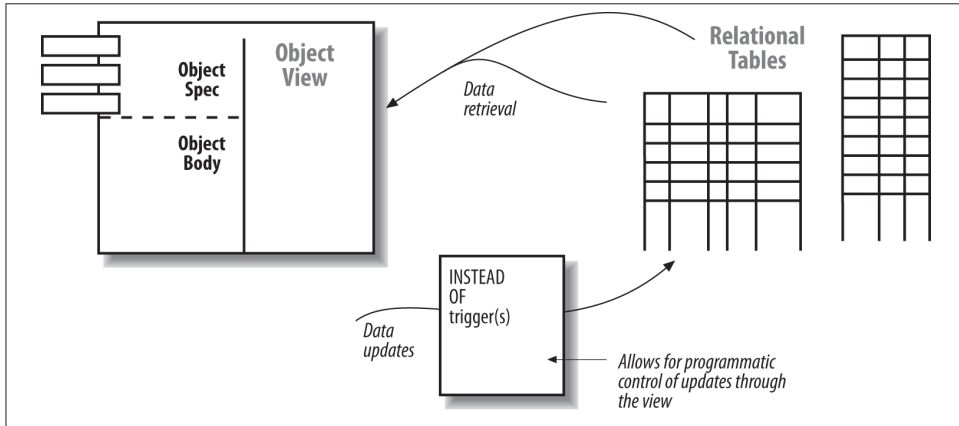 Object
Spec
Object
View
Object
Body
Data
retrieval
Relational
Tables
INSTEAD
OF
trigger(s)
Data
updates
Allows for programmatic
control of updates through
the view